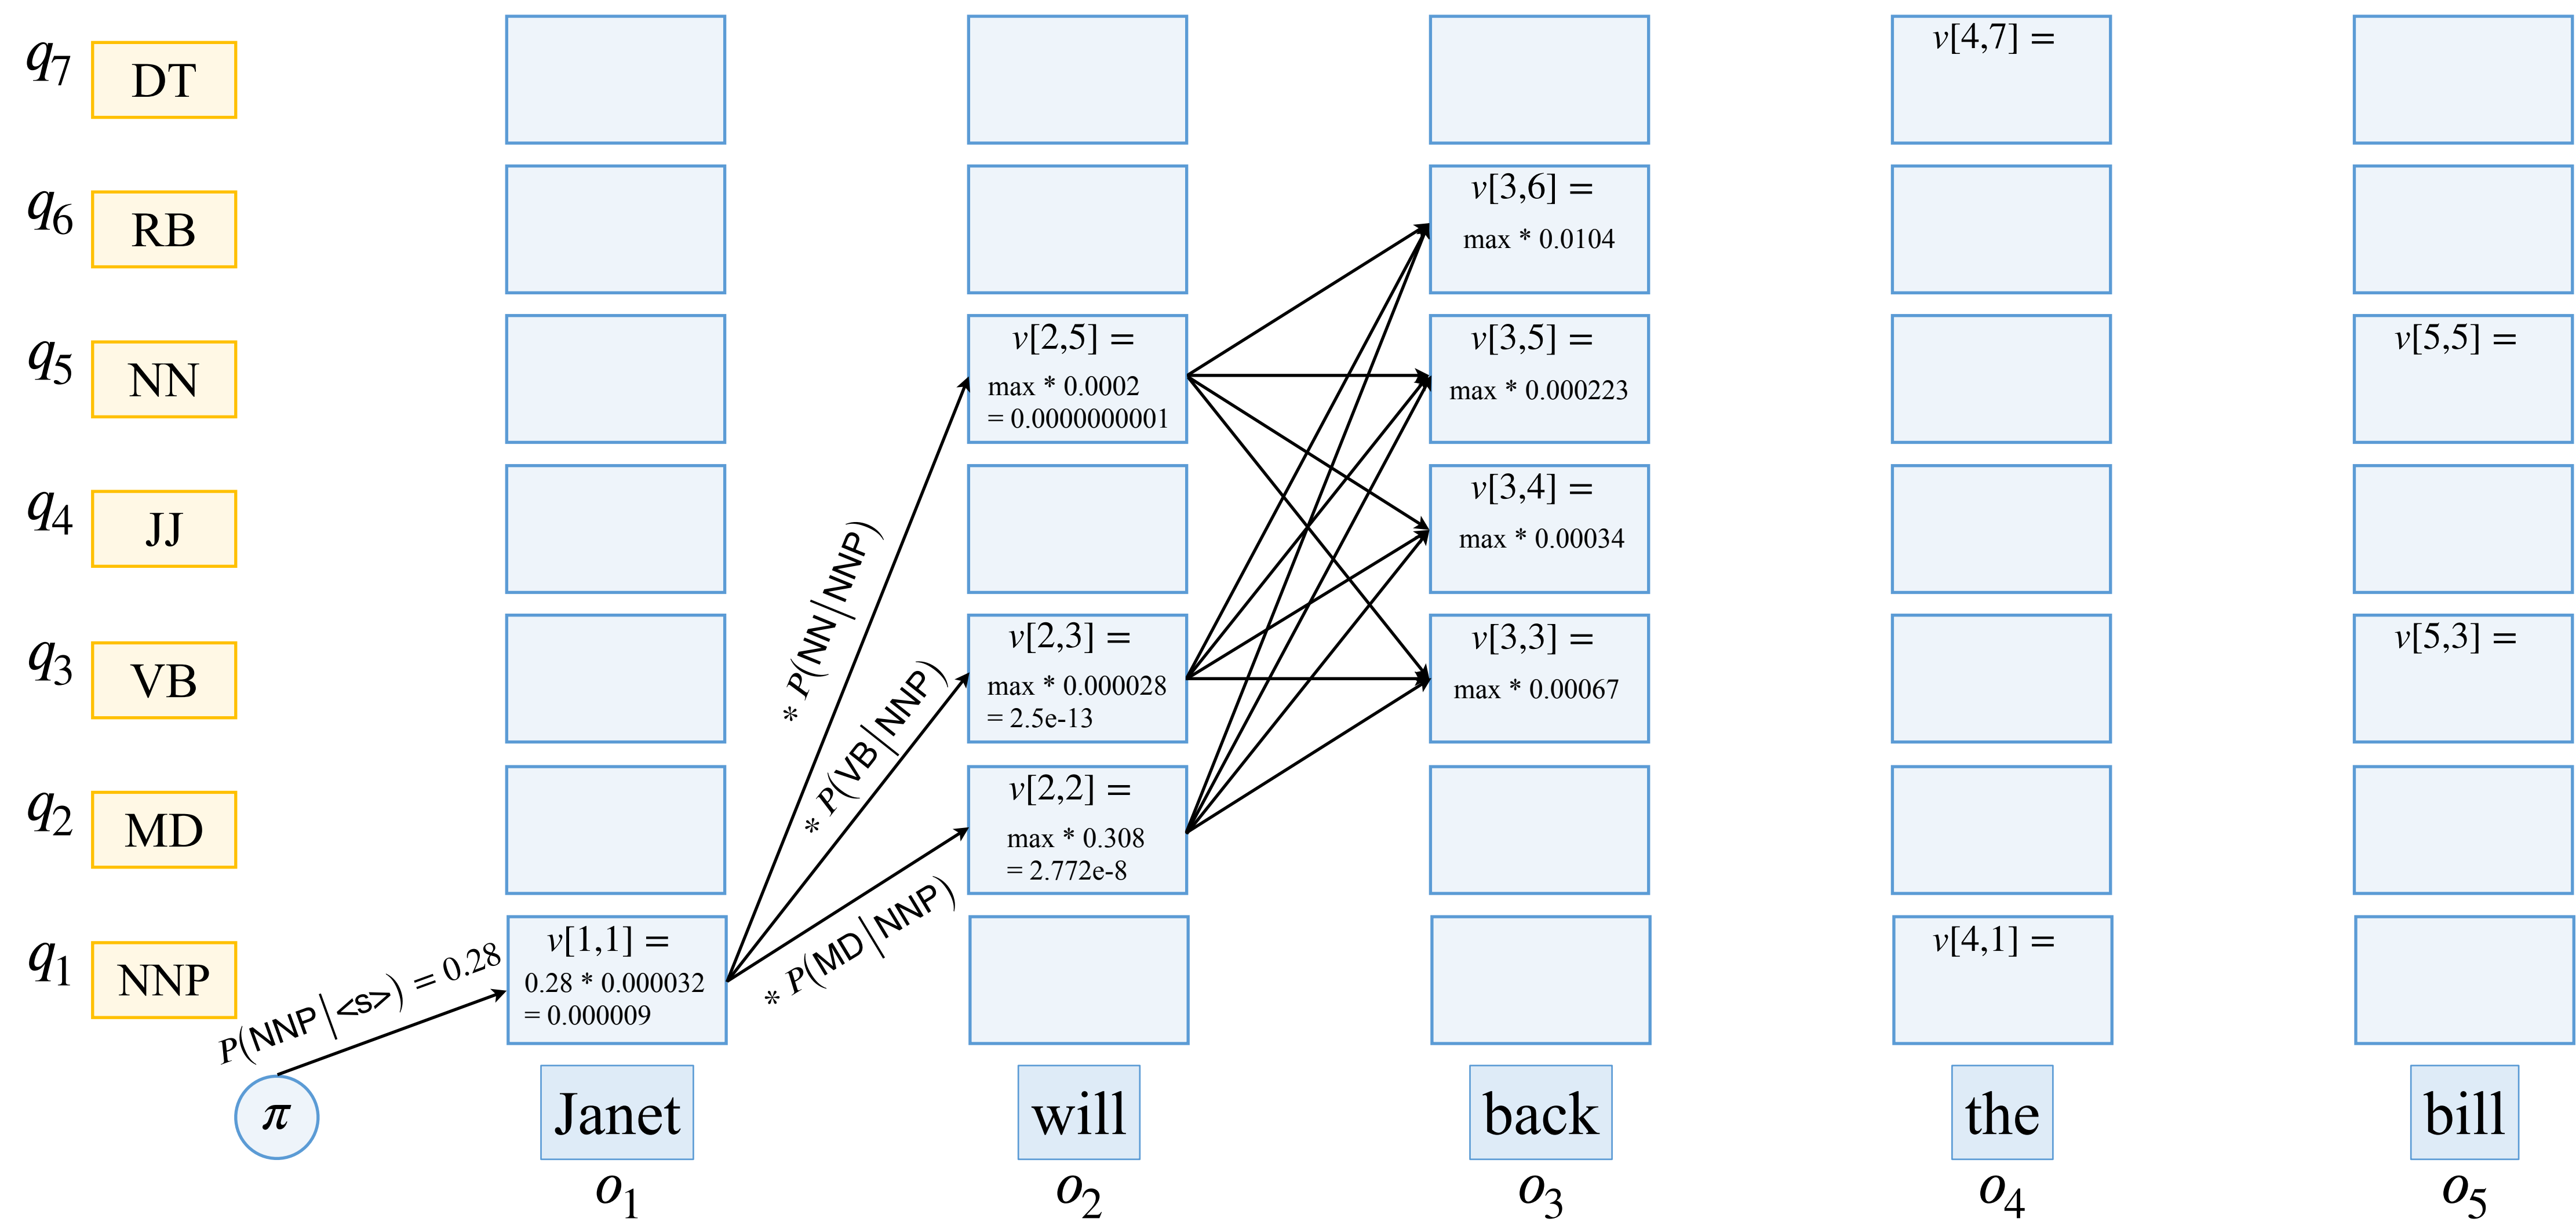 q7 DT
v[4,7] =
q6 RB
v[3,6] =
max * 0.0104
q5 NN
v[2,5] =
max * 0.0002
= 0.0000000001
v[3,5] =
max * 0.000223
v[5,5] =
q4 JJ
v[3,4] =
max * 0.00034
* P(NN|NNP)
q3 VB
v[2,3] =
max * 0.000028
= 2.5e-13
v[3,3] =
max * 0.00067
v[5,3] =
* P(VB|NNP)
q2 MD
v[2,2] =
max * 0.308
= 2.772e-8
* P(MD|NNP)
q1 NNP
P(NNP|<s>) = 0.28
v[1,1] =
0.28 * 0.000032
= 0.000009
v[4,1] =
π Janet will back the bill
o1 o2 o3 o4 o5